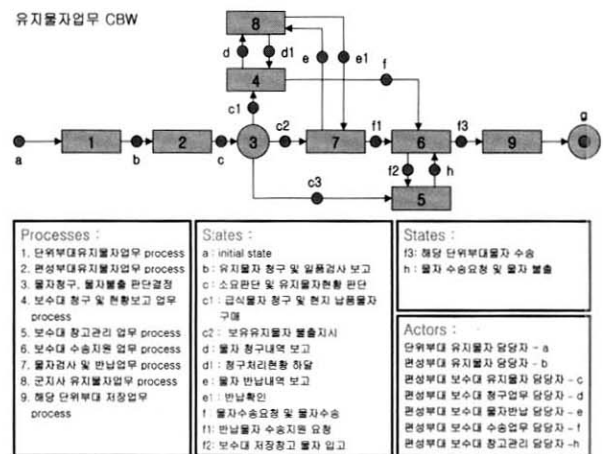 유지물자업무 CBW
8
d
d1
e
e1
f
4
c1
c2
f1
f3
g
1
2
3
7
6
9
a
b
c
f2
h
c3
5
Processes :
1. 단위부대유지물자업무 process
2. 편성부대유지물자업무 process
3. 물자청구, 물자불출 판단결정
4. 보수대 청구 및 현황보고 업무
process
5. 보수대 창고관리 업무 process
6. 보수대 수송지원 업무 process
7. 물자검사 및 반납업무 process
8. 군지사 유지물자업무 process
9. 해당 단위부대 저장업무
process
States :
a : initial state
b : 유지물자 청구 및 일품검사 보고
c : 소요판단 및 유지물자현황 판단
c1 : 급식물자 청구 및 현지 납품물자
구매
c2 : 보유유지물자 불출지시
d : 물자 청구내역 보고
d1 : 청구처리현황 하달
e : 물자 반납내역 보고
e1 : 반납확인
f 물자수송요청 및 물자수송
f1: 반납물자 수송지원 요청
f2: 보수대 저장창고 물자 입고
States :
f3: 해당 단위부대물자 수송
h : 물자 수송요청 및 물자 불출
Actors :
단위부대 유지물자 담당자 - a
편성부대 유지물자 담당자 - b
편성부대 보수대 유지물자 담당자 - c
편성부대 보수대 청구업무 담당자 - d
편성부대 보수대 물자반납 담당자 - e
편성부대 보수대 수송업무 담당자 - f
편성부대 보수대 창고관리 담당자 - h